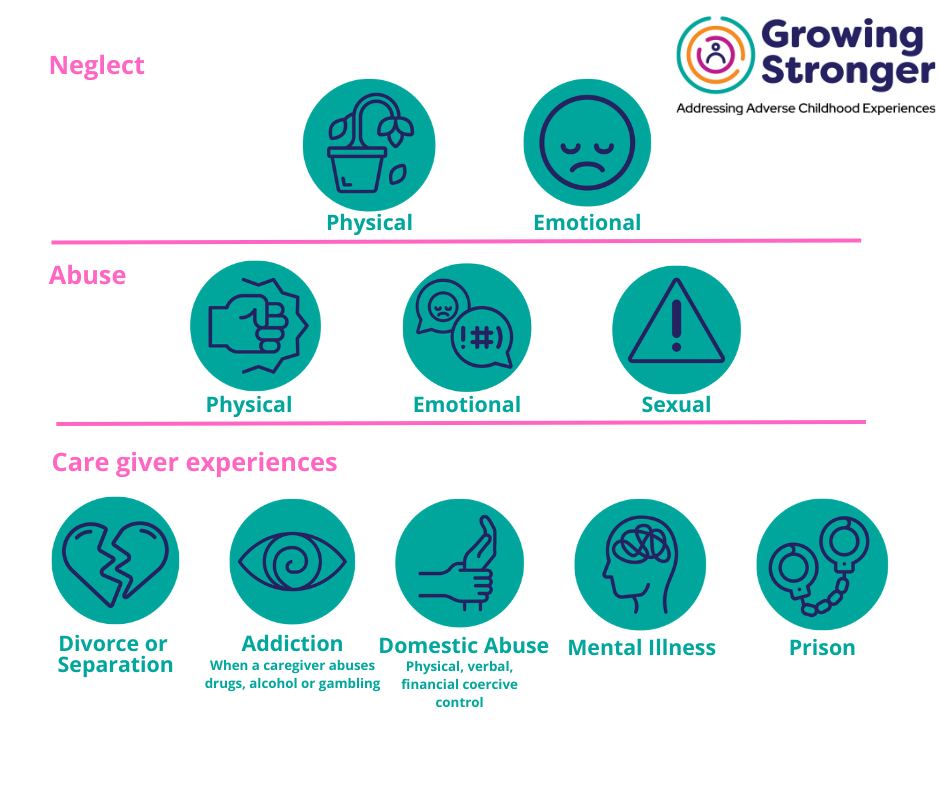 Growing
Stronger
Addressing Adverse Childhood Experiences
Neglect
Physical
Emotional
Abuse
!#)
Physical
Emotional
Sexual
Care giver experiences
Divorce or
Separation
Addiction
When a caregiver abuses
drugs, alcohol or gambling
Domestic Abuse
Physical, verbal,
financial coercive
control
Mental Illness
Prison